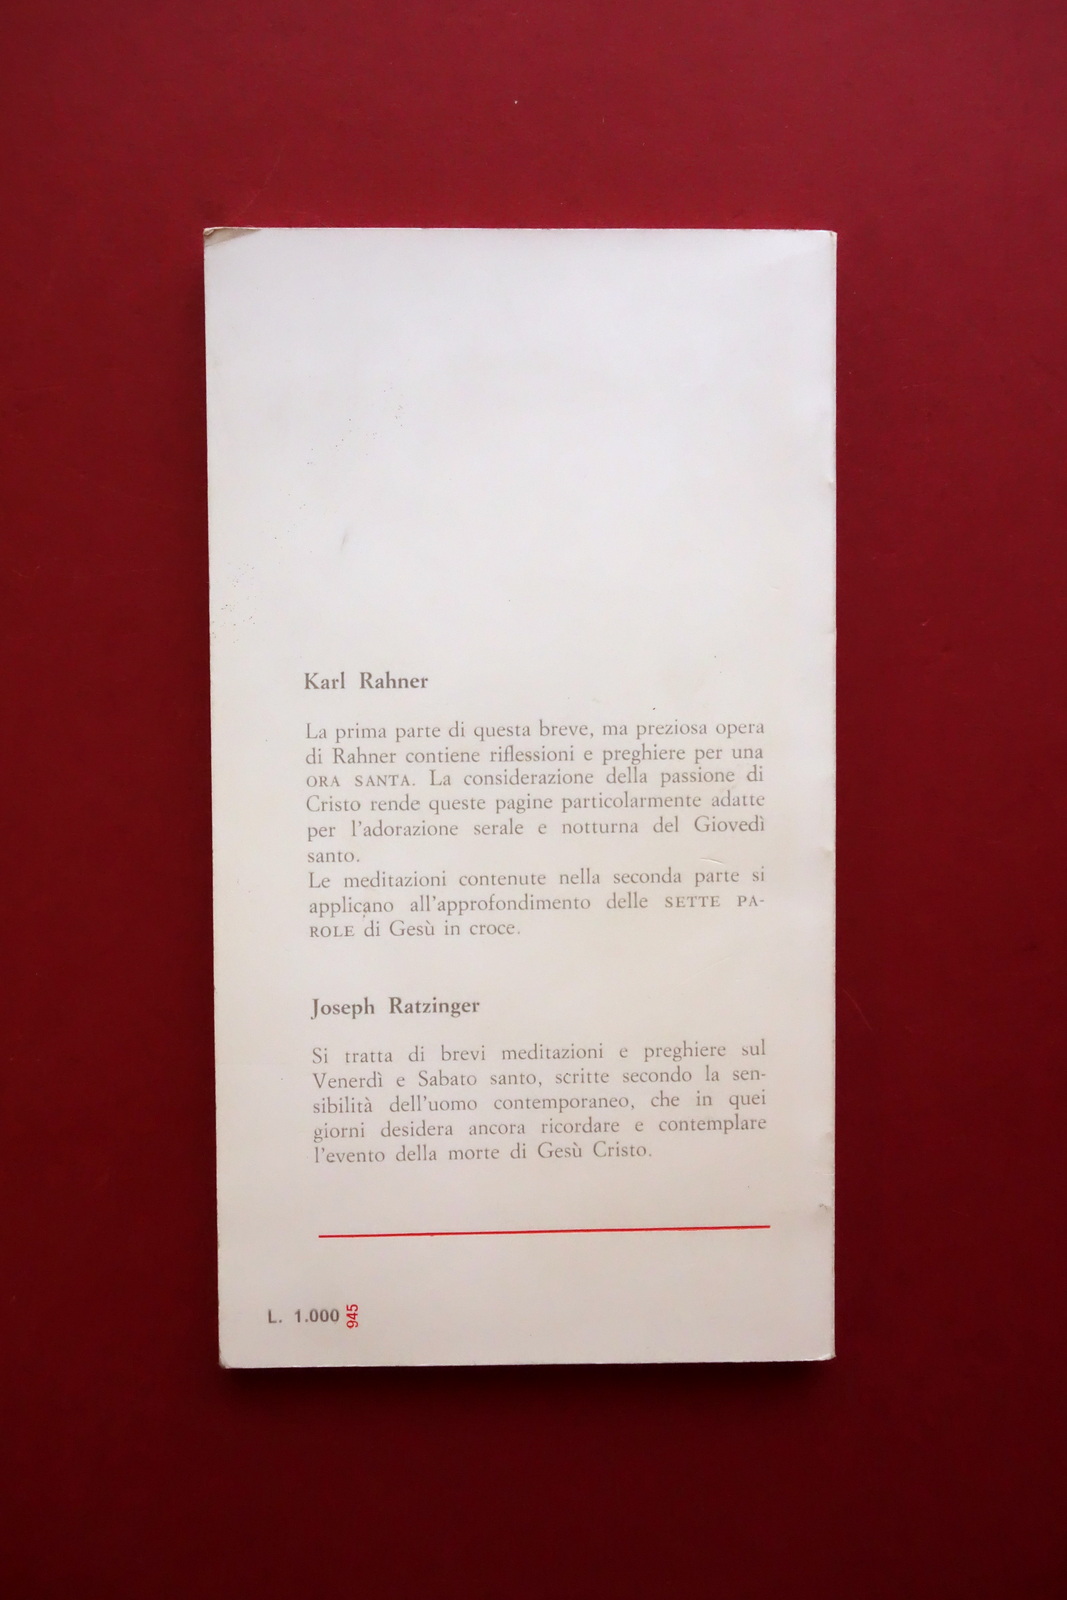 Karl Rahner
La prima parte di questa breve, ma preziosa opera
di Rahner contiene riflessioni e preghiere per una
ORA SANTA. La considerazione della passione di
Cristo rende queste pagine particolarmente adatte
per l'adorazione serale e notturna del Giovedì
santo.
Le meditazioni contenute nella seconda parte si
applicano all'approfondimento delle SETTE PA-
ROLE di Gesù in croce.
Joseph Ratzinger
Si tratta di brevi meditazioni e preghiere sul
Venerdì e Sabato santo, scritte secondo la sen-
sibilità dell'uomo contemporaneo, che in quei
giorni desidera ancora ricordare e contemplare
l'evento della morte di Gesù Cristo.
L. 1.000 945